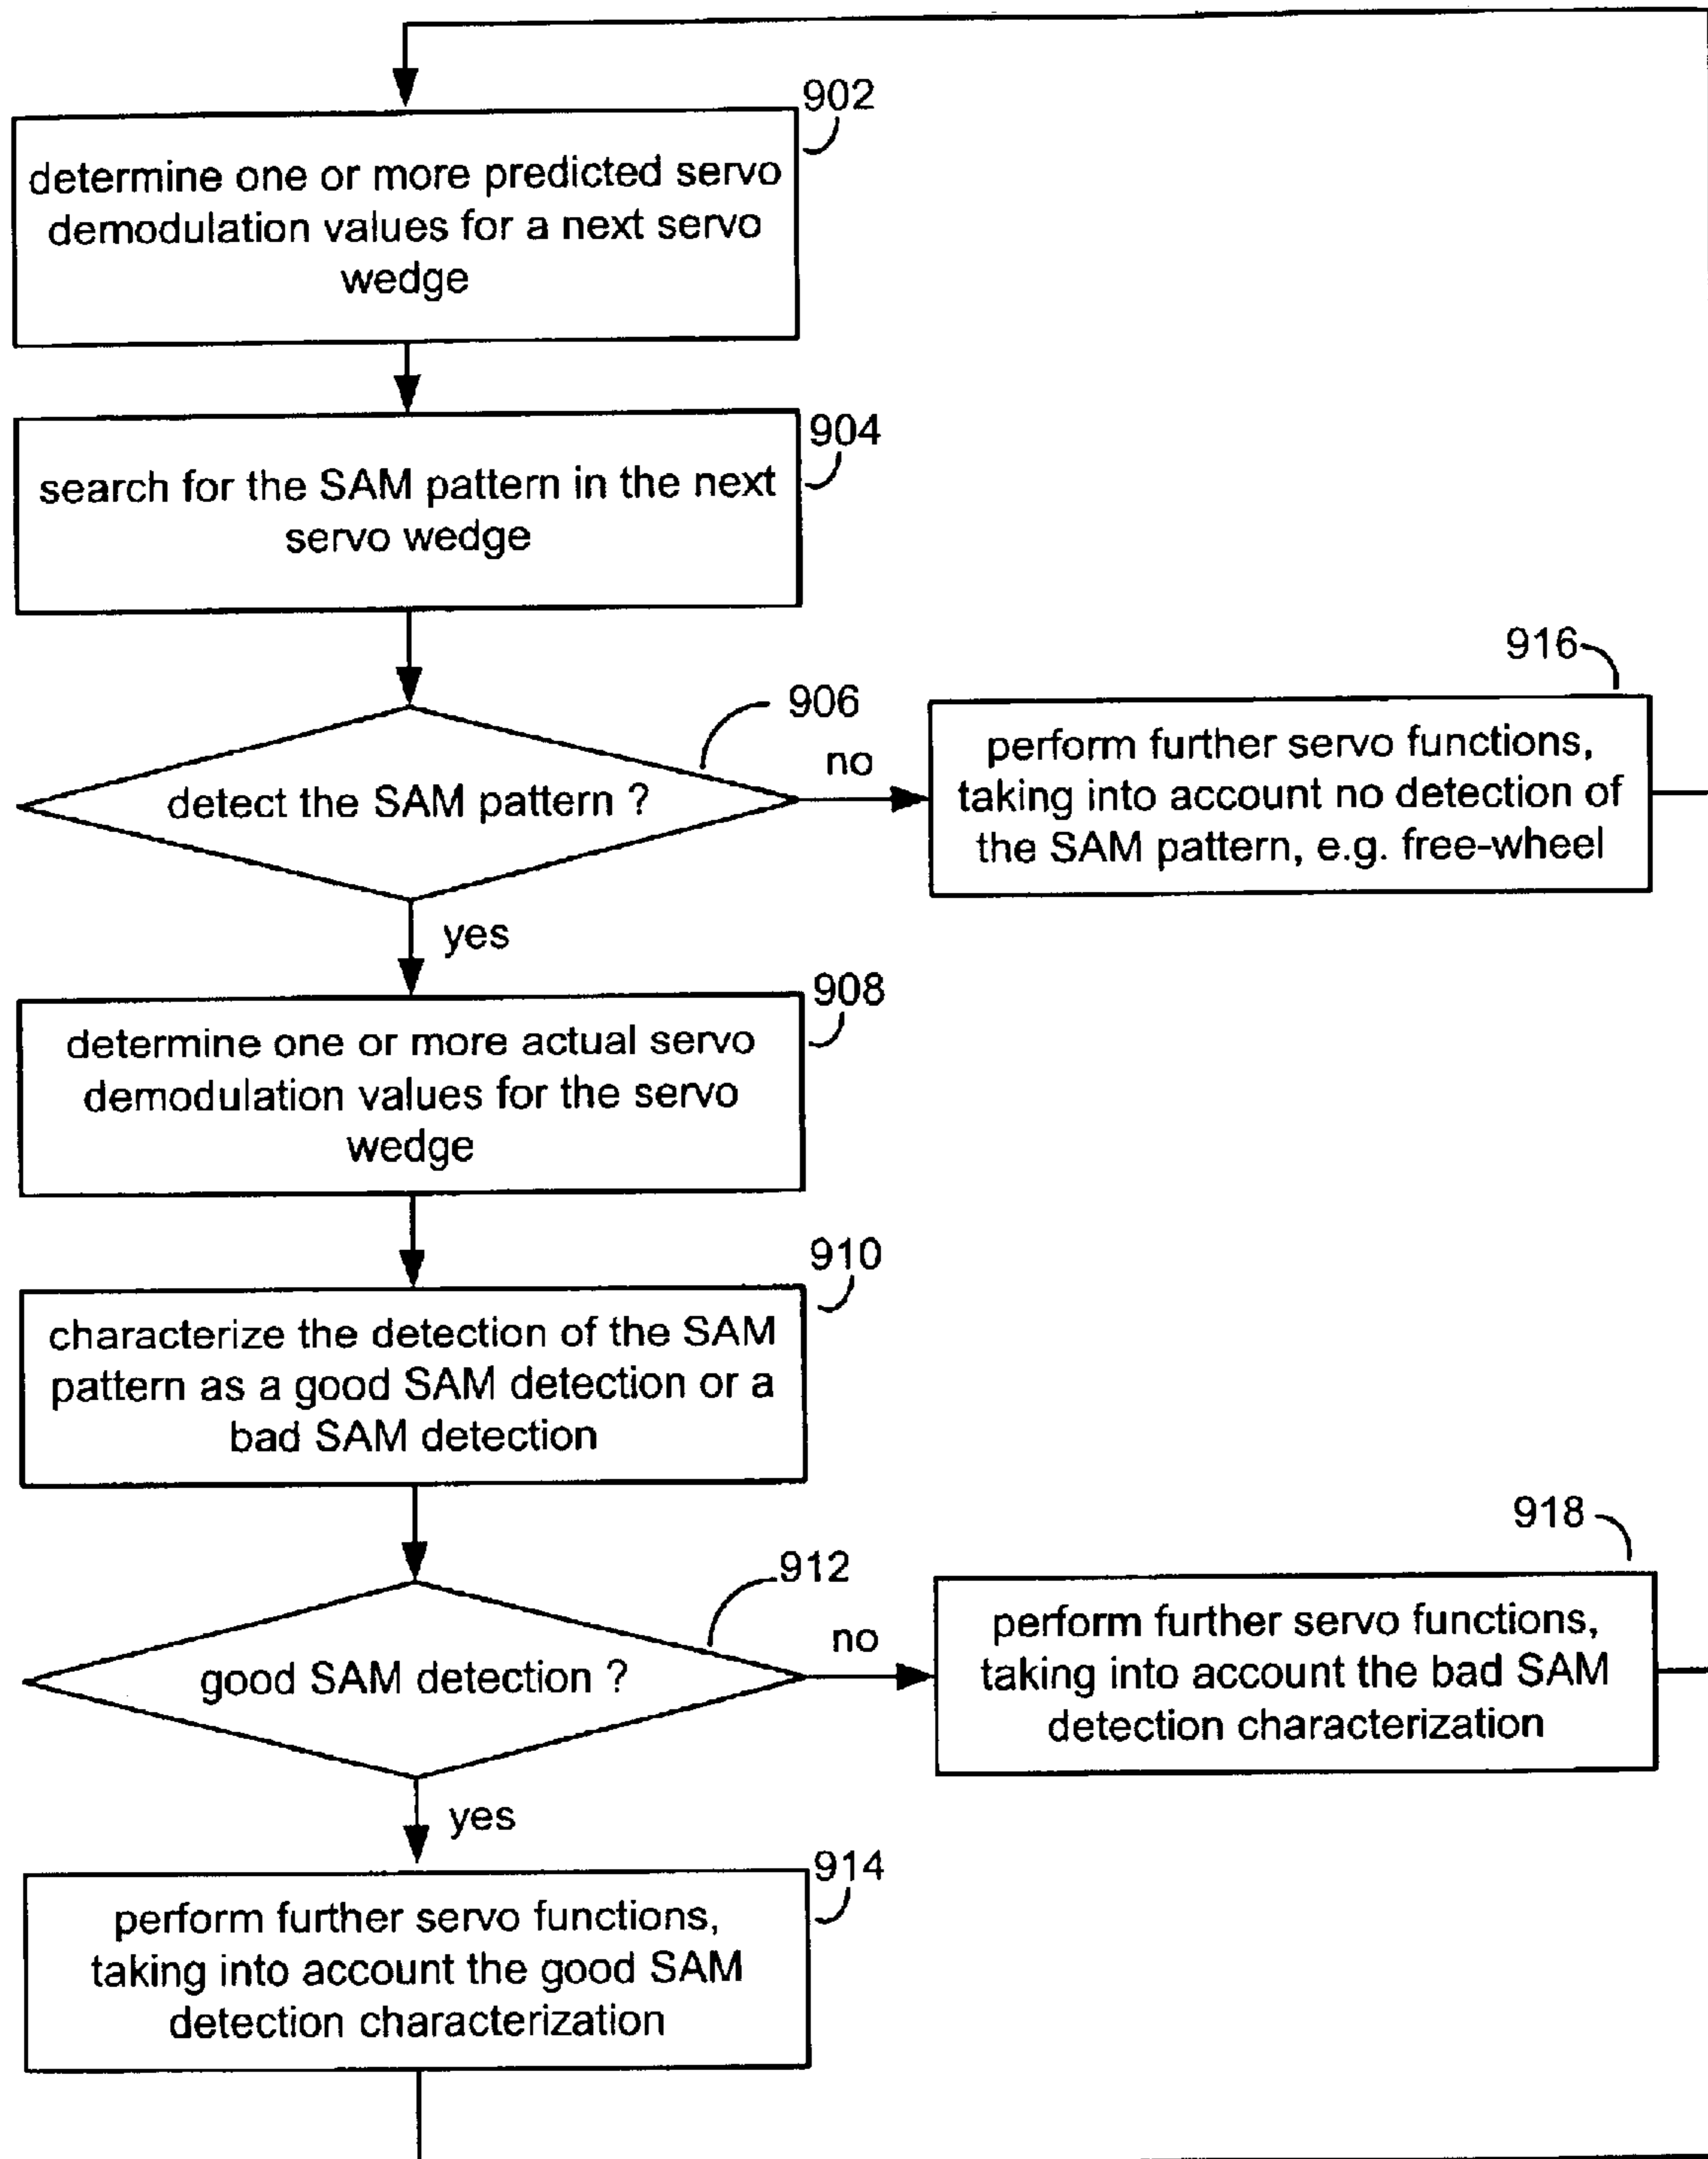 902
determine one or more predicted servo
demodulation values for a next servo
wedge
904
search for the SAM pattern in the next
servo wedge
906
detect the SAM pattern ?
no
916
perform further servo functions,
taking into account no detection of
the SAM pattern, e.g. free-wheel
yes
908
determine one or more actual servo
demodulation values for the servo
wedge
910
characterize the detection of the SAM
pattern as a good SAM detection or a
bad SAM detection
912
good SAM detection ?
no
918
perform further servo functions,
taking into account the bad SAM
detection characterization
yes
914
perform further servo functions,
taking into account the good SAM
detection characterization